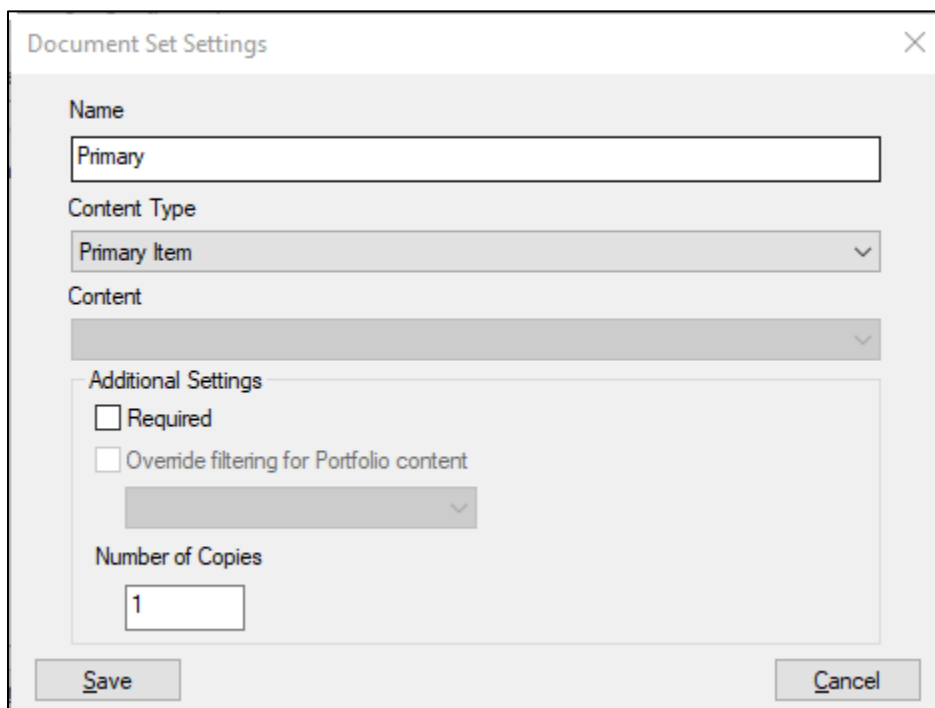 Document Set Settings
Name
Primary
Content Type
Primary Item
Content
Additional Settings
Required
Override filtering for Portfolio content
Number of Copies
1
Save
Cancel